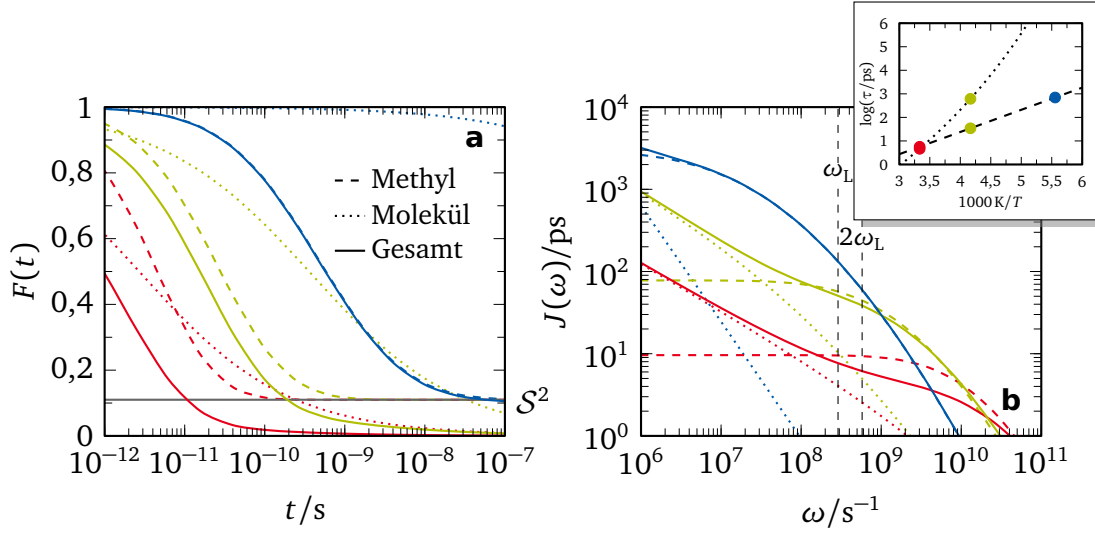 a
1
0,8
0,6
0,4
0,2
0
F(t)
Methyl
Molekül
Gesamt
S²
10⁻¹² 10⁻¹¹ 10⁻¹⁰ 10⁻⁹ 10⁻⁸ 10⁻⁷
t/s
10⁴
10³
10²
10¹
10⁰
J(ω)/ps
ω_L
2ω_L
b
10⁶ 10⁷ 10⁸ 10⁹ 10¹⁰ 10¹¹
ω/s⁻¹
6
5
4
3
2
1
0
log(τ/ps)
3 3,5 4 4,5 5 5,5 6
1000 K/T